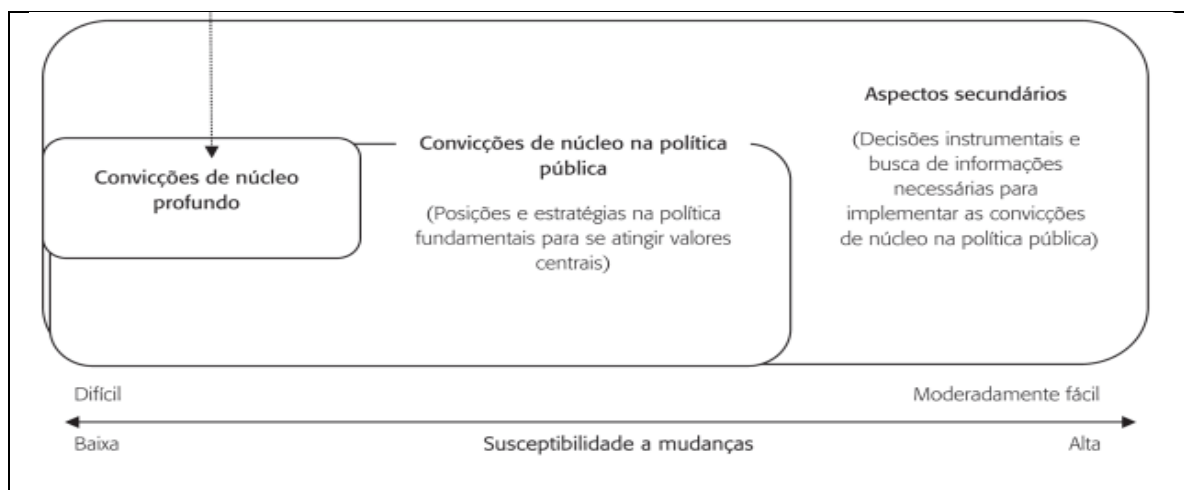 Convicções de núcleo
profundo
Convicções de núcleo na política
pública
(Posições e estratégias na política
fundamentais para se atingir valores
centrais)
Aspectos secundários
(Decisões instrumentais e
busca de informações
necessárias para
implementar as convicções
de núcleo na política pública)
Difícil
Moderadamente fácil
Baixa
Susceptibilidade a mudanças
Alta